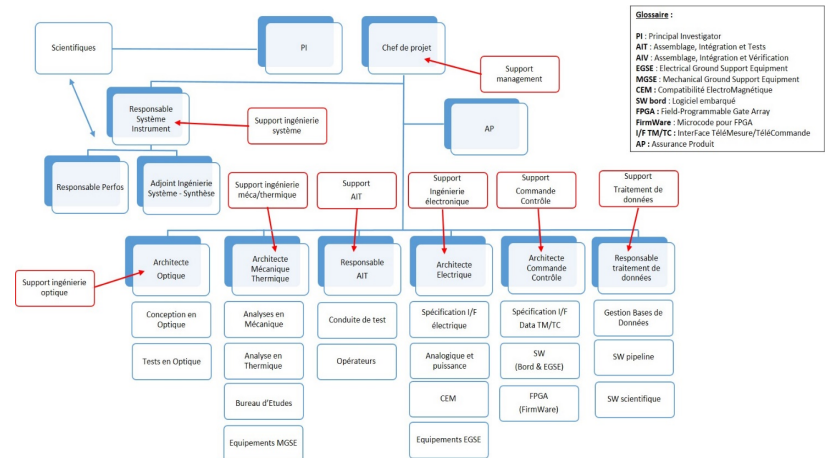 Scientifiques
PI
Chef de projet
Support
management
Glossaire :
PI : Principal Investigator
AIT : Assemblage, Intégration et Tests
AIV : Assemblage, Intégration et Vérification
EGSE : Electrical Ground Support Equipment
MGSE : Mechanical Ground Support Equipment
CEM : Compatibilité ElectroMagnétique
SW bord : Logiciel embarqué
FPGA : Field-Programmable Gate Array
FirmWare : Microcode pour FPGA
I/F TM/TC : InterFace TéléMesure/TéléCommande
AP : Assurance Produit
Responsable
Système
Instrument
Support ingénierie
système
AP
Responsable Perfos
Adjoint Ingénierie
Système - Synthèse
Support ingénierie
méca/thermique
Support
AIT
Support
Ingénierie
électronique
Support
Commande
Contrôle
Support
Traitement de
données
Support ingénierie
optique
Architecte
Optique
Architecte
Mécanique
Thermique
Responsable
AIT
Architecte
Electrique
Architecte
Commande
Contrôle
Responsable
traitement de
données
Conception en
Optique
Analyses en
Mécanique
Conduite de test
Spécification I/F
électrique
Spécification I/F
Data TM/TC
Gestion Bases de
Données
Tests en Optique
Analyse en
Thermique
Opérateurs
Analogique et
puissance
SW
(Bord & EGSE)
SW pipeline
Bureau d'Etudes
CEM
FPGA
(FirmWare)
SW scientifique
Equipements MGSE
Equipements EGSE